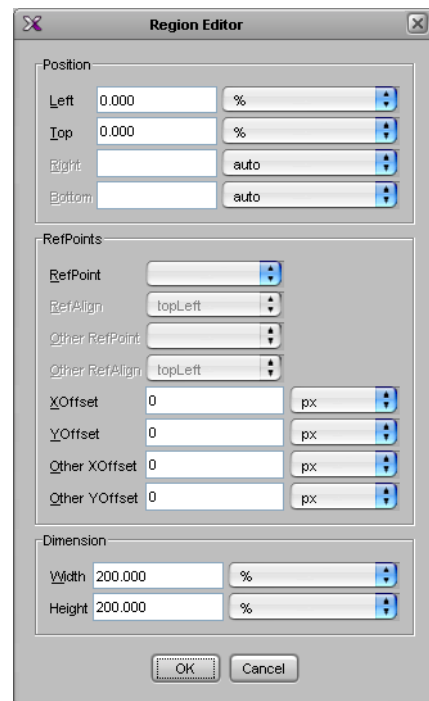 Region Editor
Position
Left 0.000 %
Top 0.000 %
Right auto
Bottom auto
RefPoints
RefPoint
RefAlign topLeft
Other RefPoint
Other RefAlign topLeft
XOffset 0 px
YOffset 0 px
Other XOffset 0 px
Other YOffset 0 px
Dimension
Width 200.000 %
Height 200.000 %
OK Cancel